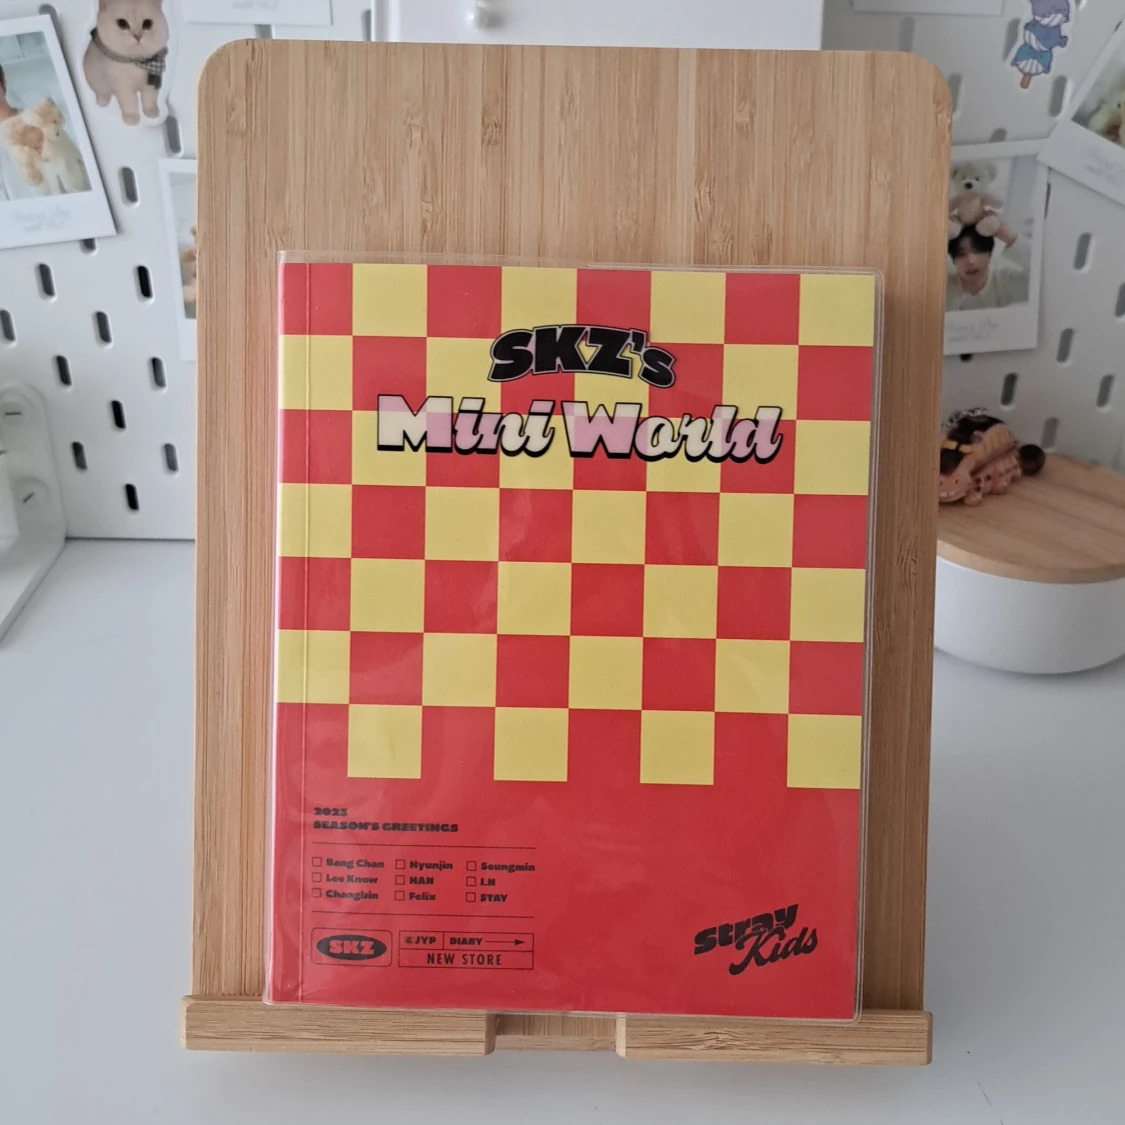 SKZ's
Mini World
2023
SEASON'S GREETINGS
Bang Chan Hyunjin Seungmin
Lee Know HAN I.N
Changbin Felix STAY
SKZ
©JYP DIARY
NEW STORE
Stray
Kids